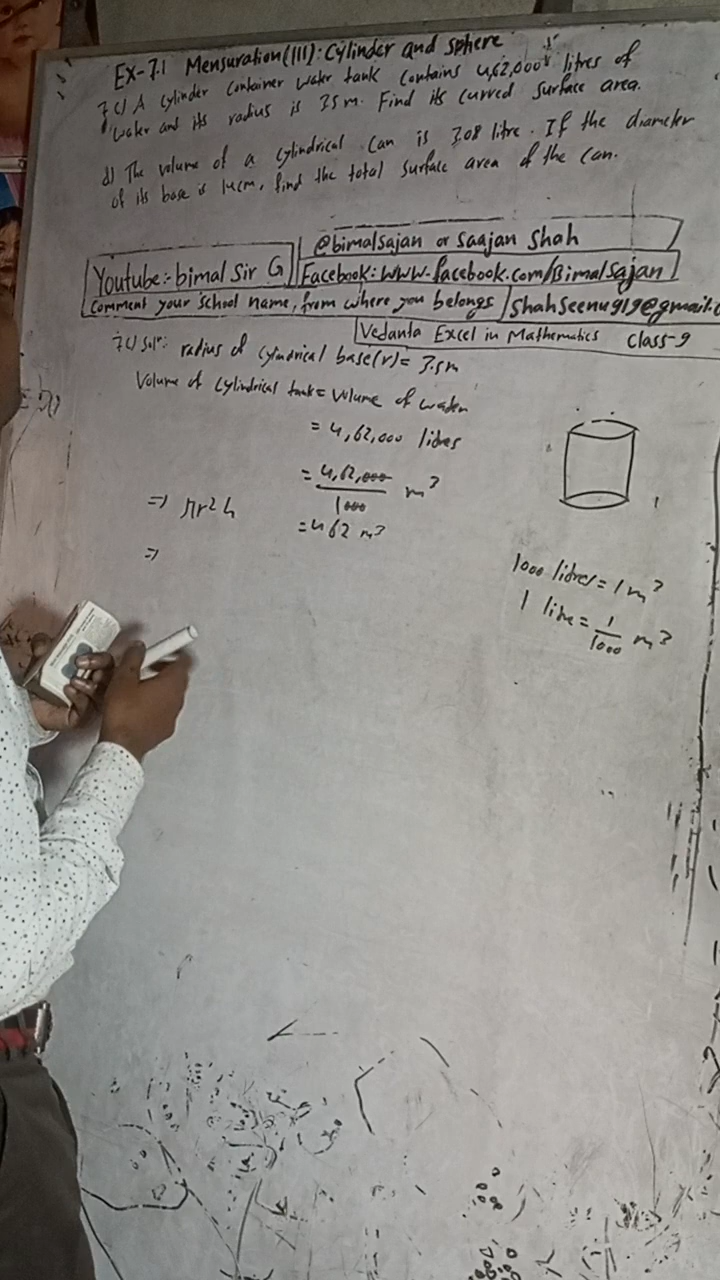 Ex-7.1 Mensuration(III): Cylinder and sphere
7 c) A cylinder container water tank contains 4,62,000 litres of
water and its radius is 3.5m. Find its curved surface area.
d) The volume of a cylindrical can is 3.08 litre. If the diameter
of its base is 14cm, find the total surface area of the can.
@bimalsajan or Saajan Shah
Youtube:- bimal Sir G
Facebook: www.facebook.com/Bimalsajan
Comment your school name, from where you belongs
Shahseenu919@gmail.c
Vedanta Excel in Mathematics Class-9
7c) Solⁿ: radius of cylindrical base(r) = 3.5m
Volume of cylindrical tank = Volume of water
= 4,62,000 litres
= 4,62,000/1000 m³
⇒ πr²h = 462 m³
⇒
1000 litres = 1m³
1 litre = 1/1000 m³